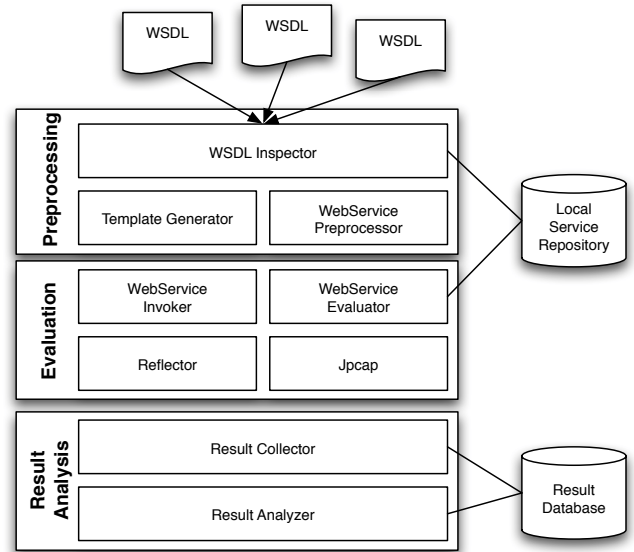 WSDL
WSDL
WSDL
Preprocessing
WSDL Inspector
Template Generator
WebService
Preprocessor
Local
Service
Repository
Evaluation
WebService
Invoker
WebService
Evaluator
Reflector
Jpcap
Result
Analysis
Result Collector
Result Analyzer
Result
Database